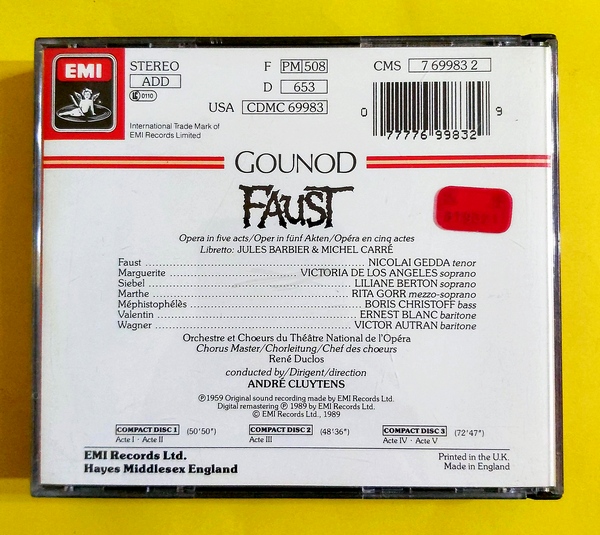 EMI
STEREO
ADD
LC 0110
F PM 508
D 653
USA CDMC 69983
CMS 7 69983 2
0 77776 99832 9
International Trade Mark of
EMI Records Limited
GOUNOD
FAUST
Opera in five acts/Oper in fünf Akten/Opéra en cinq actes
Libretto: JULES BARBIER & MICHEL CARRÉ
Faust ........ NICOLAI GEDDA tenor
Marguerite ........ VICTORIA DE LOS ANGELES soprano
Siebel ........ LILIANE BERTON soprano
Marthe ........ RITA GORR mezzo-soprano
Méphistophélès ........ BORIS CHRISTOFF bass
Valentin ........ ERNEST BLANC baritone
Wagner ........ VICTOR AUTRAN baritone
Orchestre et Chœurs du Théâtre National de l'Opéra
Chorus Master/Chorleitung/Chef des chœurs
René Duclos
conducted by/Dirigent/direction
ANDRÉ CLUYTENS
℗1959 Original sound recording made by EMI Records Ltd.
Digital remastering ℗ 1989 by EMI Records Ltd.
© EMI Records Ltd., 1989
COMPACT DISC 1 (50'50")
Acte I · Acte II
COMPACT DISC 2 (48'36")
Acte III
COMPACT DISC 3 (72'47")
Acte IV · Acte V
EMI Records Ltd.
Hayes Middlesex England
Printed in the U.K.
Made in England